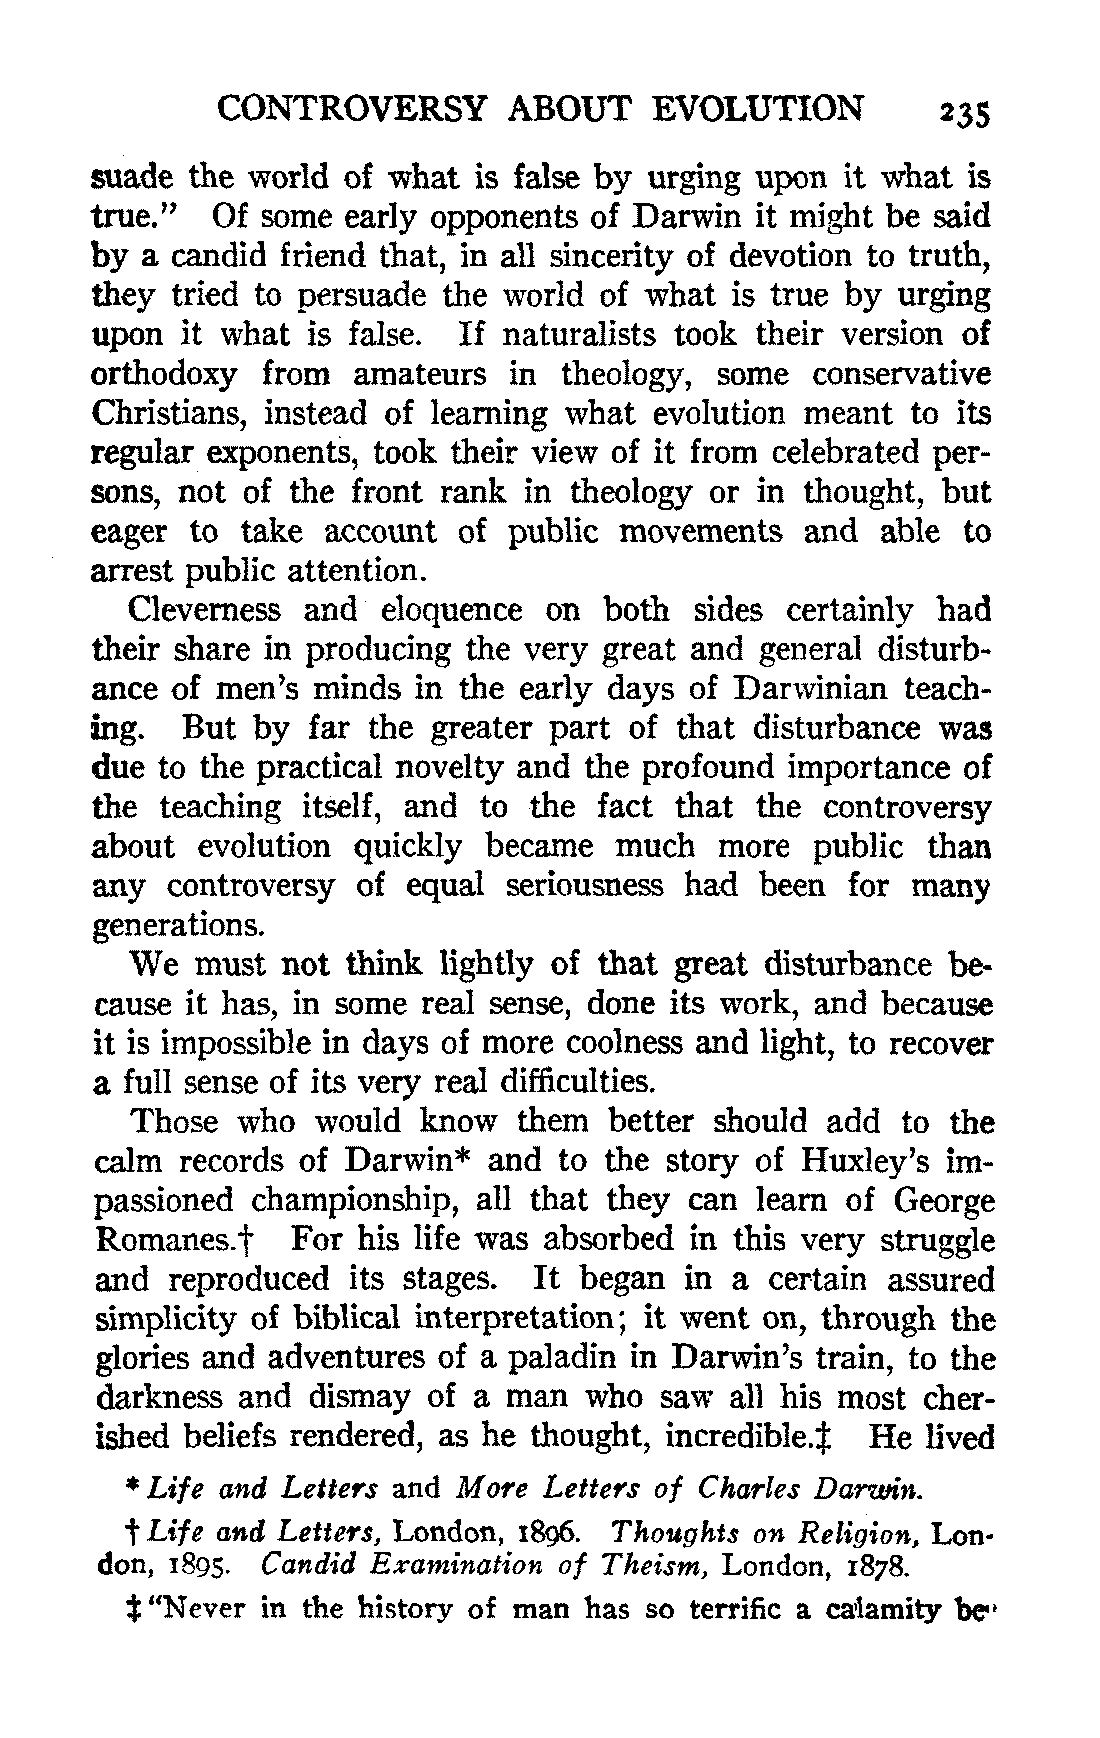 CONTROVERSY ABOUT EVOLUTION 235
suade the world of what is false by urging upon it what is
true." Of some early opponents of Darwin it might be said
by a candid friend that, in all sincerity of devotion to truth,
they tried to persuade the world of what is true by urging
upon it what is false. If naturalists took their version of
orthodoxy from amateurs in theology, some conservative
Christians, instead of learning what evolution meant to its
regular exponents, took their view of it from celebrated per-
sons, not of the front rank in theology or in thought, but
eager to take account of public movements and able to
arrest public attention.
Cleverness and eloquence on both sides certainly had
their share in producing the very great and general disturb-
ance of men's minds in the early days of Darwinian teach-
ing. But by far the greater part of that disturbance was
due to the practical novelty and the profound importance of
the teaching itself, and to the fact that the controversy
about evolution quickly became much more public than
any controversy of equal seriousness had been for many
generations.
We must not think lightly of that great disturbance be-
cause it has, in some real sense, done its work, and because
it is impossible in days of more coolness and light, to recover
a full sense of its very real difficulties.
Those who would know them better should add to the
calm records of Darwin* and to the story of Huxley's im-
passioned championship, all that they can learn of George
Romanes.† For his life was absorbed in this very struggle
and reproduced its stages. It began in a certain assured
simplicity of biblical interpretation; it went on, through the
glories and adventures of a paladin in Darwin's train, to the
darkness and dismay of a man who saw all his most cher-
ished beliefs rendered, as he thought, incredible.‡ He lived
* Life and Letters and More Letters of Charles Darwin.
† Life and Letters, London, 1896. Thoughts on Religion, Lon-
don, 1895. Candid Examination of Theism, London, 1878.
‡ "Never in the history of man has so terrific a calamity be-